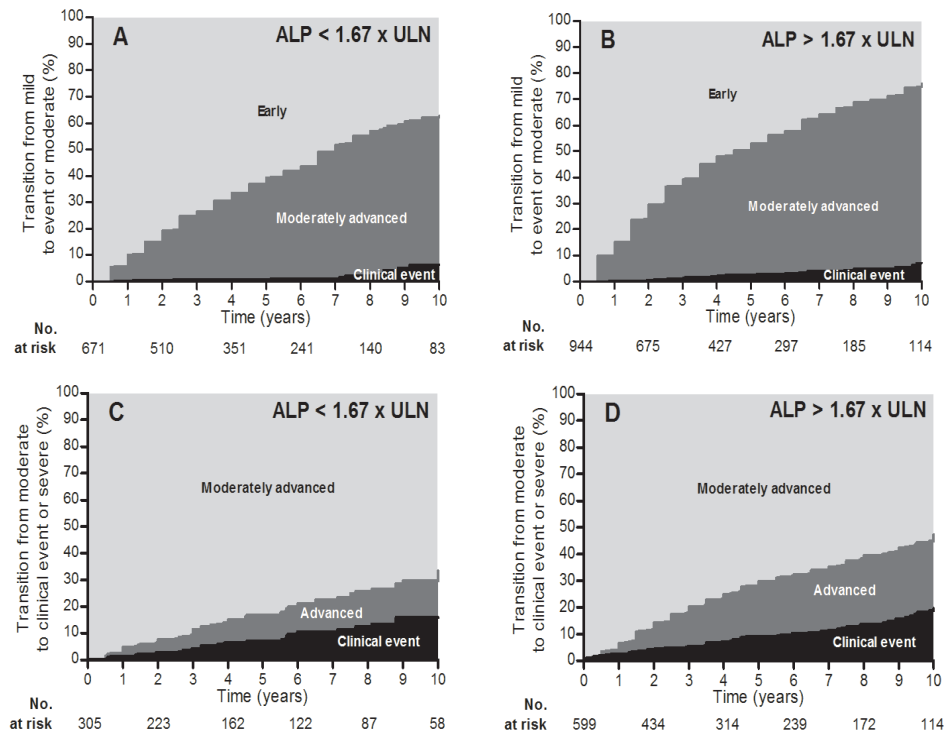 A
ALP < 1.67 x ULN
Transition from mild
to event or moderate (%)
100
90
80
70
60
50
40
30
20
10
0
Early
Moderately advanced
Clinical event
0 1 2 3 4 5 6 7 8 9 10
Time (years)
No.
at risk 671 510 351 241 140 83
B
ALP > 1.67 x ULN
Transition from mild
to event or moderate (%)
100
90
80
70
60
50
40
30
20
10
0
Early
Moderately advanced
Clinical event
0 1 2 3 4 5 6 7 8 9 10
Time (years)
No.
at risk 944 675 427 297 185 114
C
ALP < 1.67 x ULN
Transition from moderate
to clinical event or severe (%)
100
90
80
70
60
50
40
30
20
10
0
Moderately advanced
Advanced
Clinical event
0 1 2 3 4 5 6 7 8 9 10
Time (years)
No.
at risk 305 223 162 122 87 58
D
ALP > 1.67 x ULN
Transition from moderate
to clinical event or severe (%)
100
90
80
70
60
50
40
30
20
10
0
Moderately advanced
Advanced
Clinical event
0 1 2 3 4 5 6 7 8 9 10
Time (years)
No.
at risk 599 434 314 239 172 114